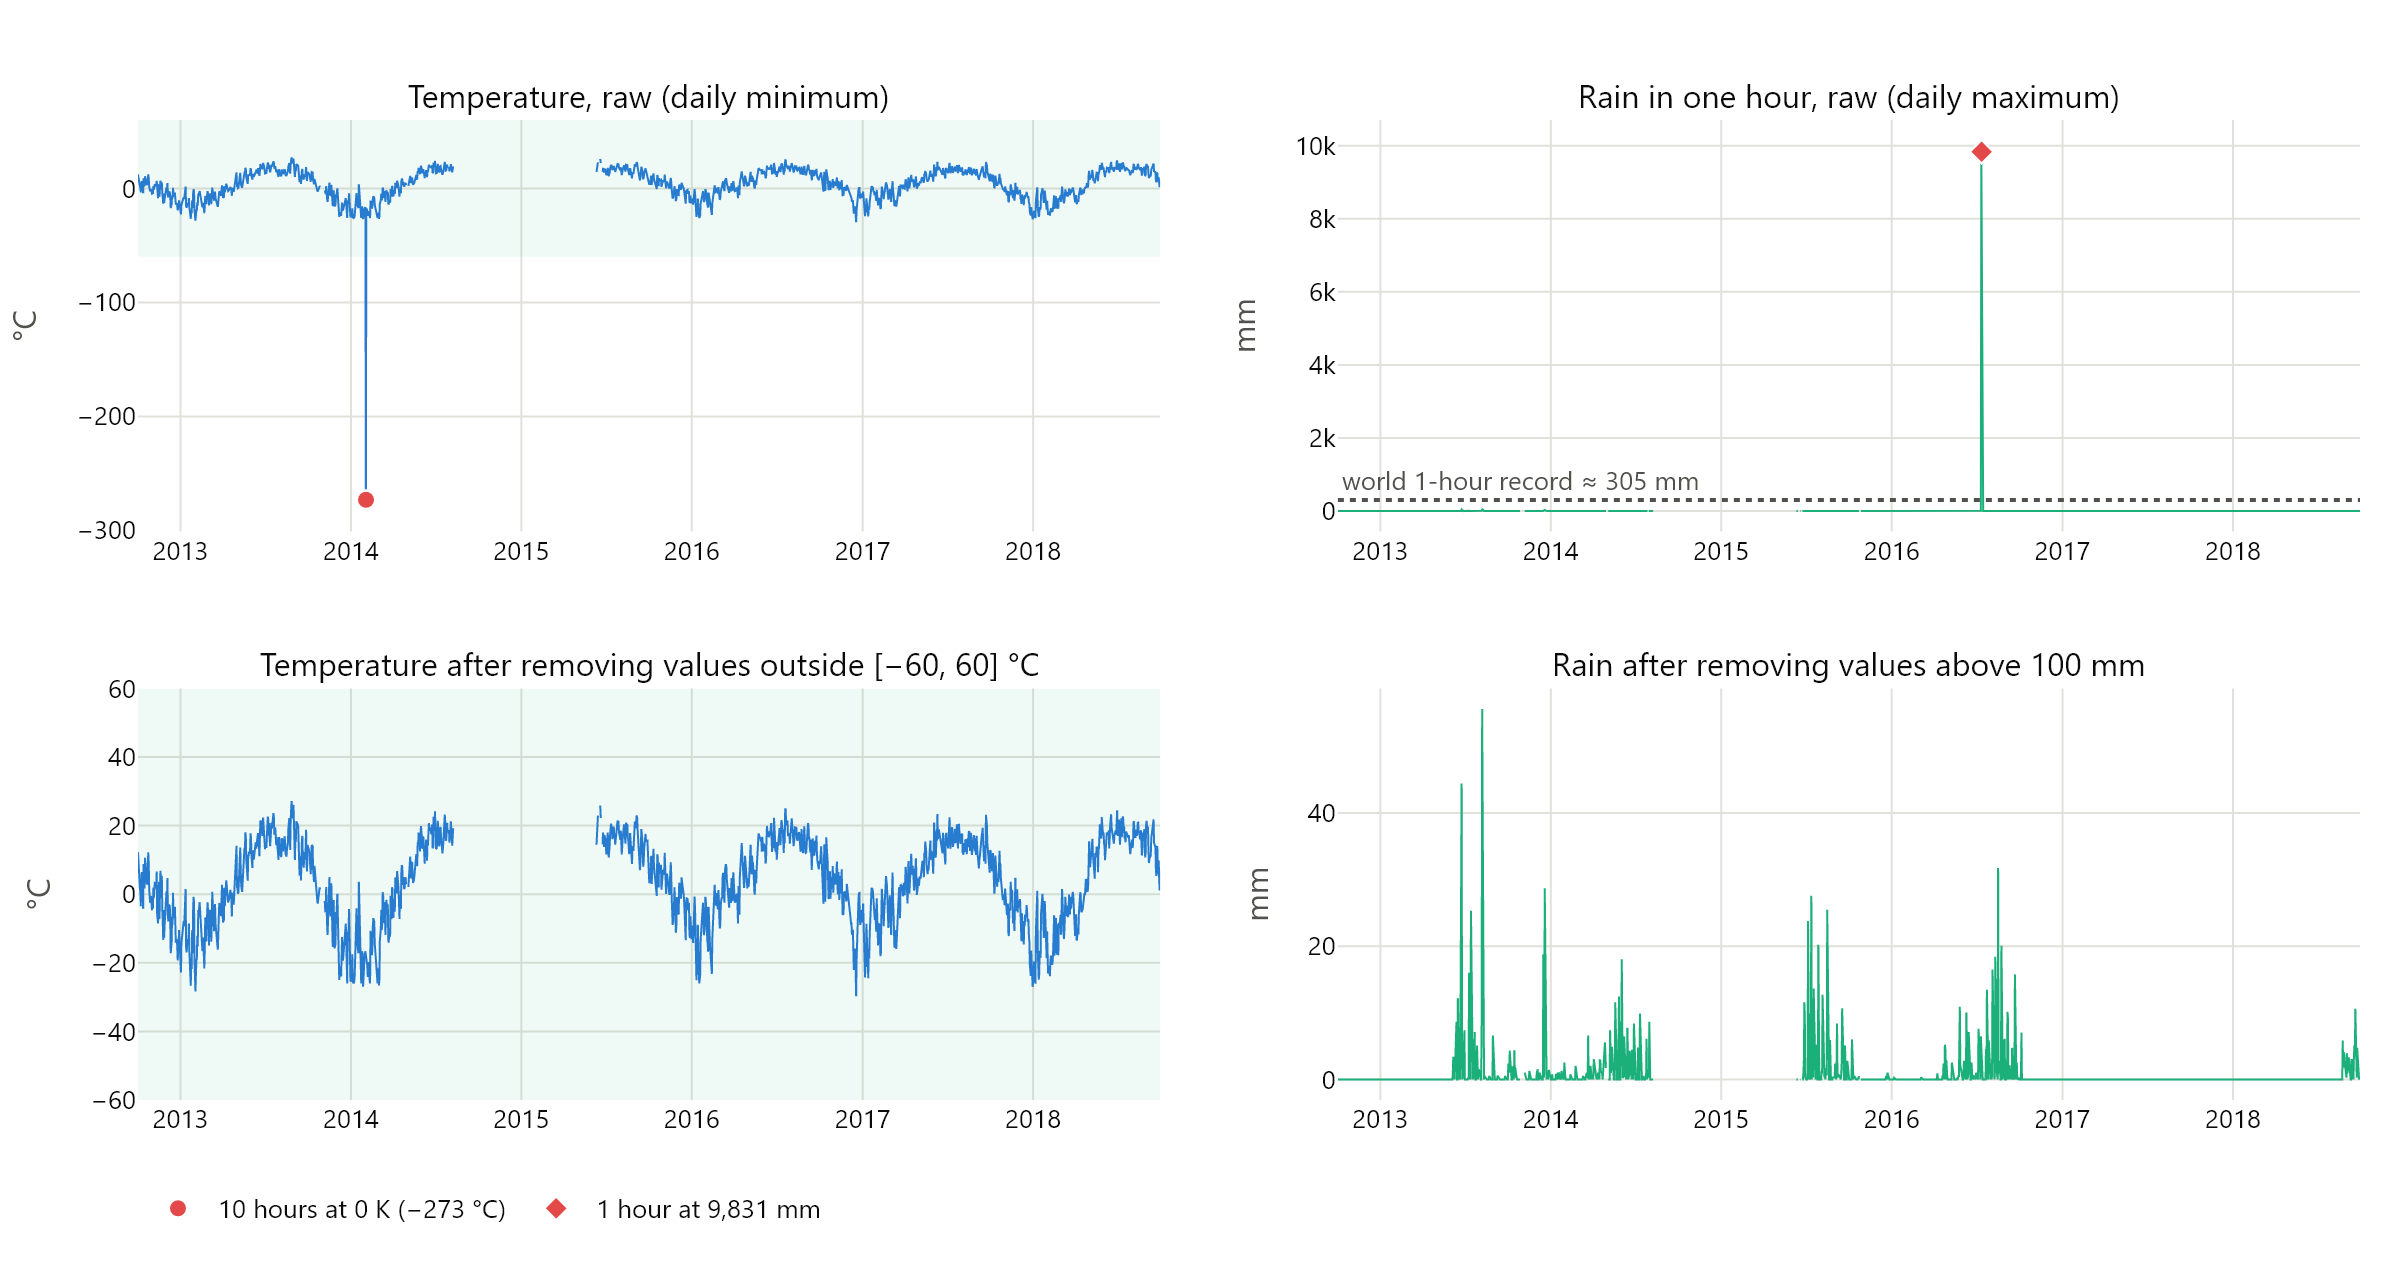 Temperature, raw (daily minimum)
0
−100
−200
−300
°C
2013 2014 2015 2016 2017 2018
Rain in one hour, raw (daily maximum)
10k
8k
6k
4k
2k
0
mm
world 1-hour record ≈ 305 mm
2013 2014 2015 2016 2017 2018
Temperature after removing values outside [−60, 60] °C
60
40
20
0
−20
−40
−60
°C
2013 2014 2015 2016 2017 2018
Rain after removing values above 100 mm
40
20
0
mm
2013 2014 2015 2016 2017 2018
10 hours at 0 K (−273 °C) 1 hour at 9,831 mm